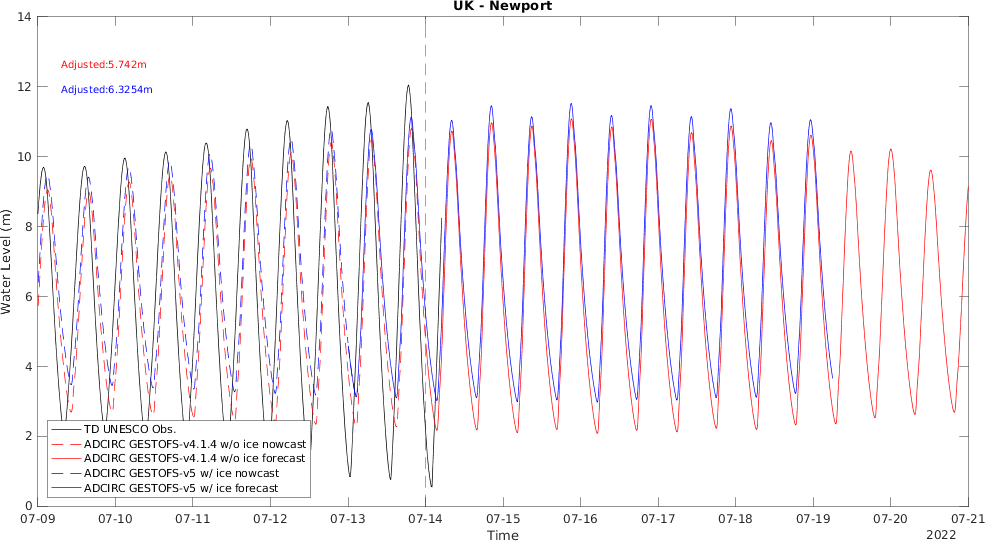 UK - Newport
14
12
10
8
6
4
2
0
Water Level (m)
Adjusted:5.742m
Adjusted:6.3254m
TD UNESCO Obs.
ADCIRC GESTOFS-v4.1.4 w/o ice nowcast
ADCIRC GESTOFS-v4.1.4 w/o ice forecast
ADCIRC GESTOFS-v5 w/ ice nowcast
ADCIRC GESTOFS-v5 w/ ice forecast
07-09 07-10 07-11 07-12 07-13 07-14 07-15 07-16 07-17 07-18 07-19 07-20 07-21
Time
2022